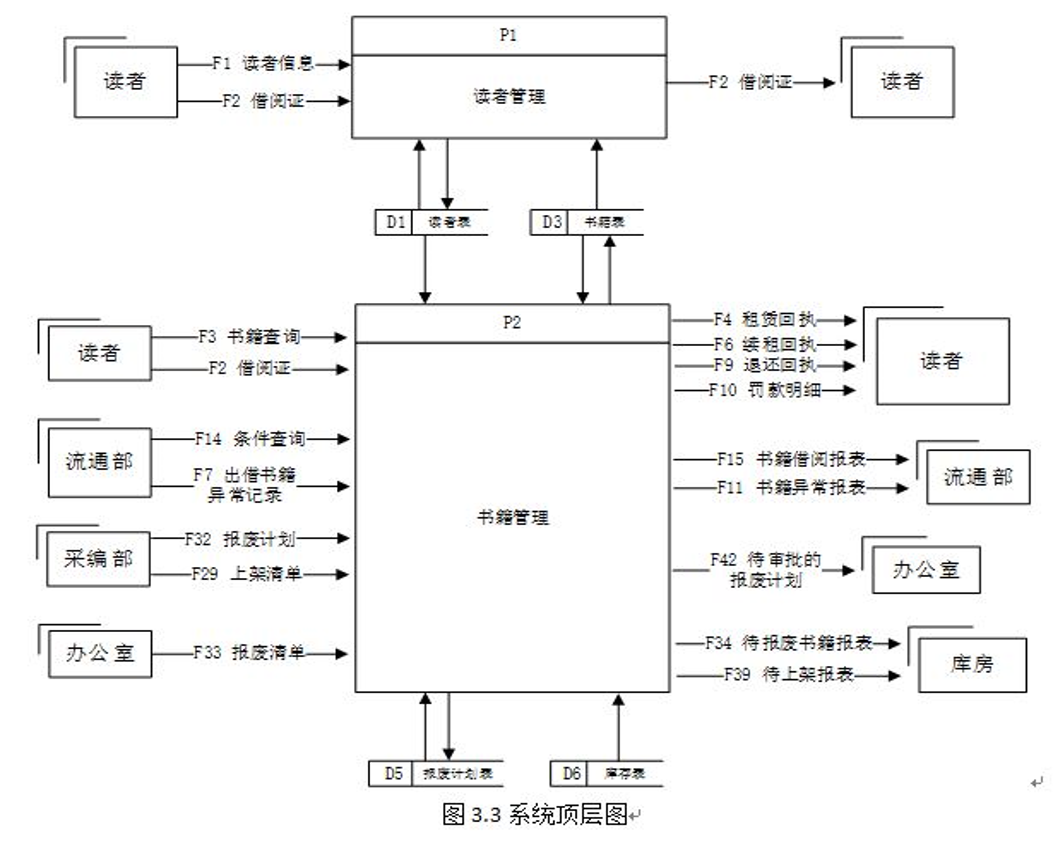 P1
读者
F1 读者信息
F2 借阅证
读者管理
F2 借阅证
读者
D1 读者表
D3 书籍表
P2
读者
F3 书籍查询
F2 借阅证
F4 租赁回执
F6 续租回执
F9 退还回执
F10 罚款明细
读者
流通部
F14 条件查询
F7 出借书籍
异常记录
F15 书籍借阅报表
F11 书籍异常报表
流通部
书籍管理
采编部
F32 报废计划
F29 上架清单
F42 待审批的
报废计划
办公室
办公室
F33 报废清单
F34 待报废书籍报表
F39 待上架报表
库房
D5 报废计划表
D6 库存表
图 3.3 系统顶层图